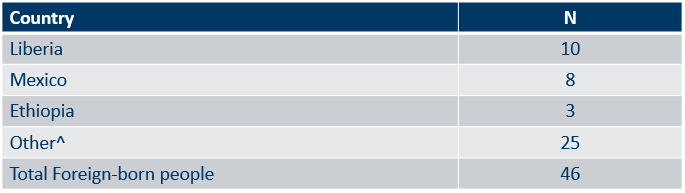 Country N
Liberia 10
Mexico 8
Ethiopia 3
Other^ 25
Total Foreign-born people 46